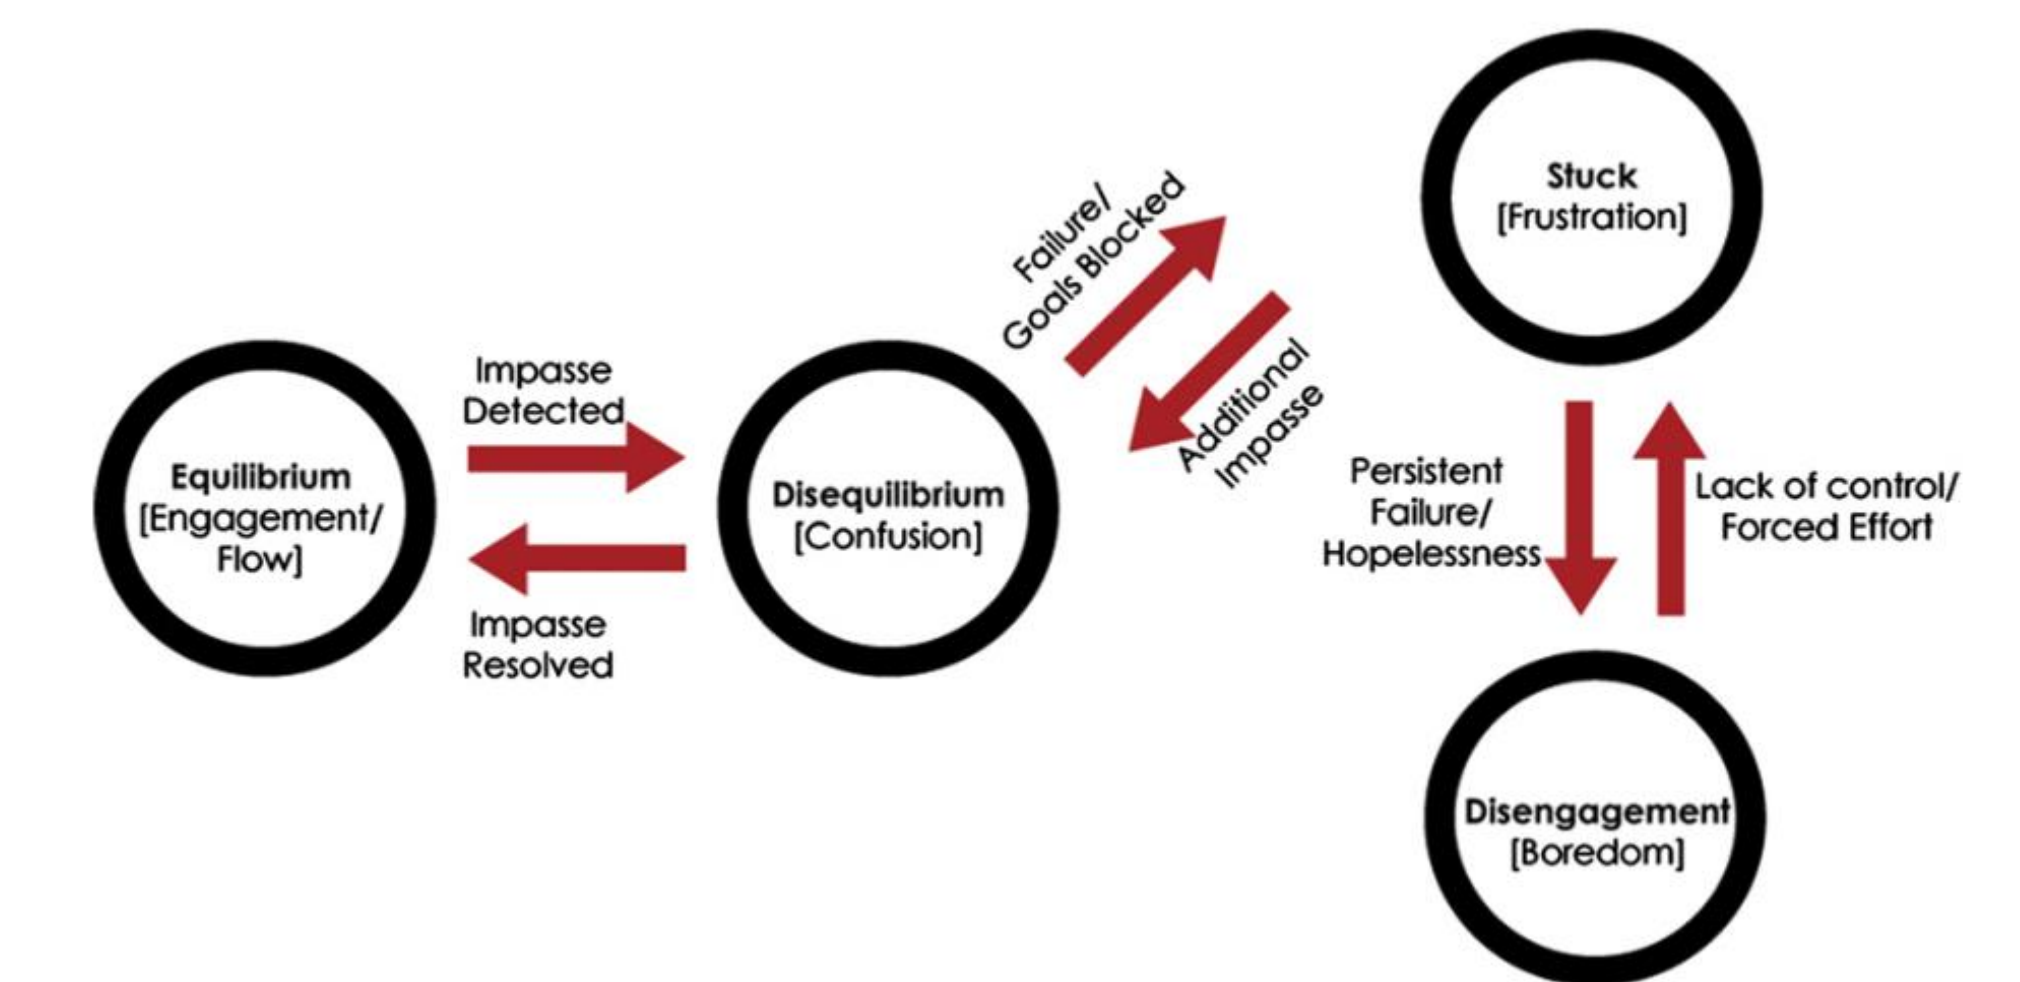 Equilibrium
[Engagement/
Flow]
Impasse
Detected
Impasse
Resolved
Disequilibrium
[Confusion]
Failure/
Goals Blocked
Additional
Impasse
Stuck
[Frustration]
Persistent
Failure/
Hopelessness
Lack of control/
Forced Effort
Disengagement
[Boredom]